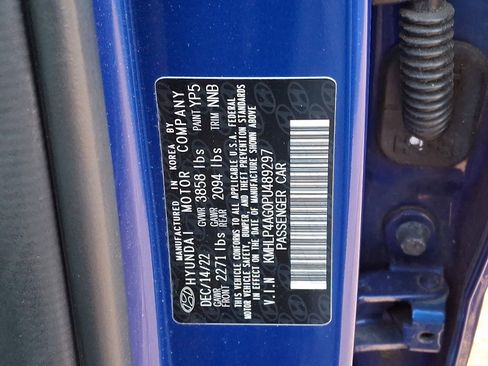 MANUFACTURED IN KOREA BY
HYUNDAI MOTOR COMPANY
DEC/14/22 GVWR 3858 lbs PAINT YP5
GAWR FRONT 2271 lbs GAWR REAR 2094 lbs TRIM NNB
THIS VEHICLE CONFORMS TO ALL APPLICABLE U.S.A. FEDERAL
MOTOR VEHICLE SAFETY, BUMPER, AND THEFT PREVENTION STANDARDS
IN EFFECT ON THE DATE OF MANUFACTURE SHOWN ABOVE.
V.I.N KMHLP4AG0PU489297
PASSENGER CAR